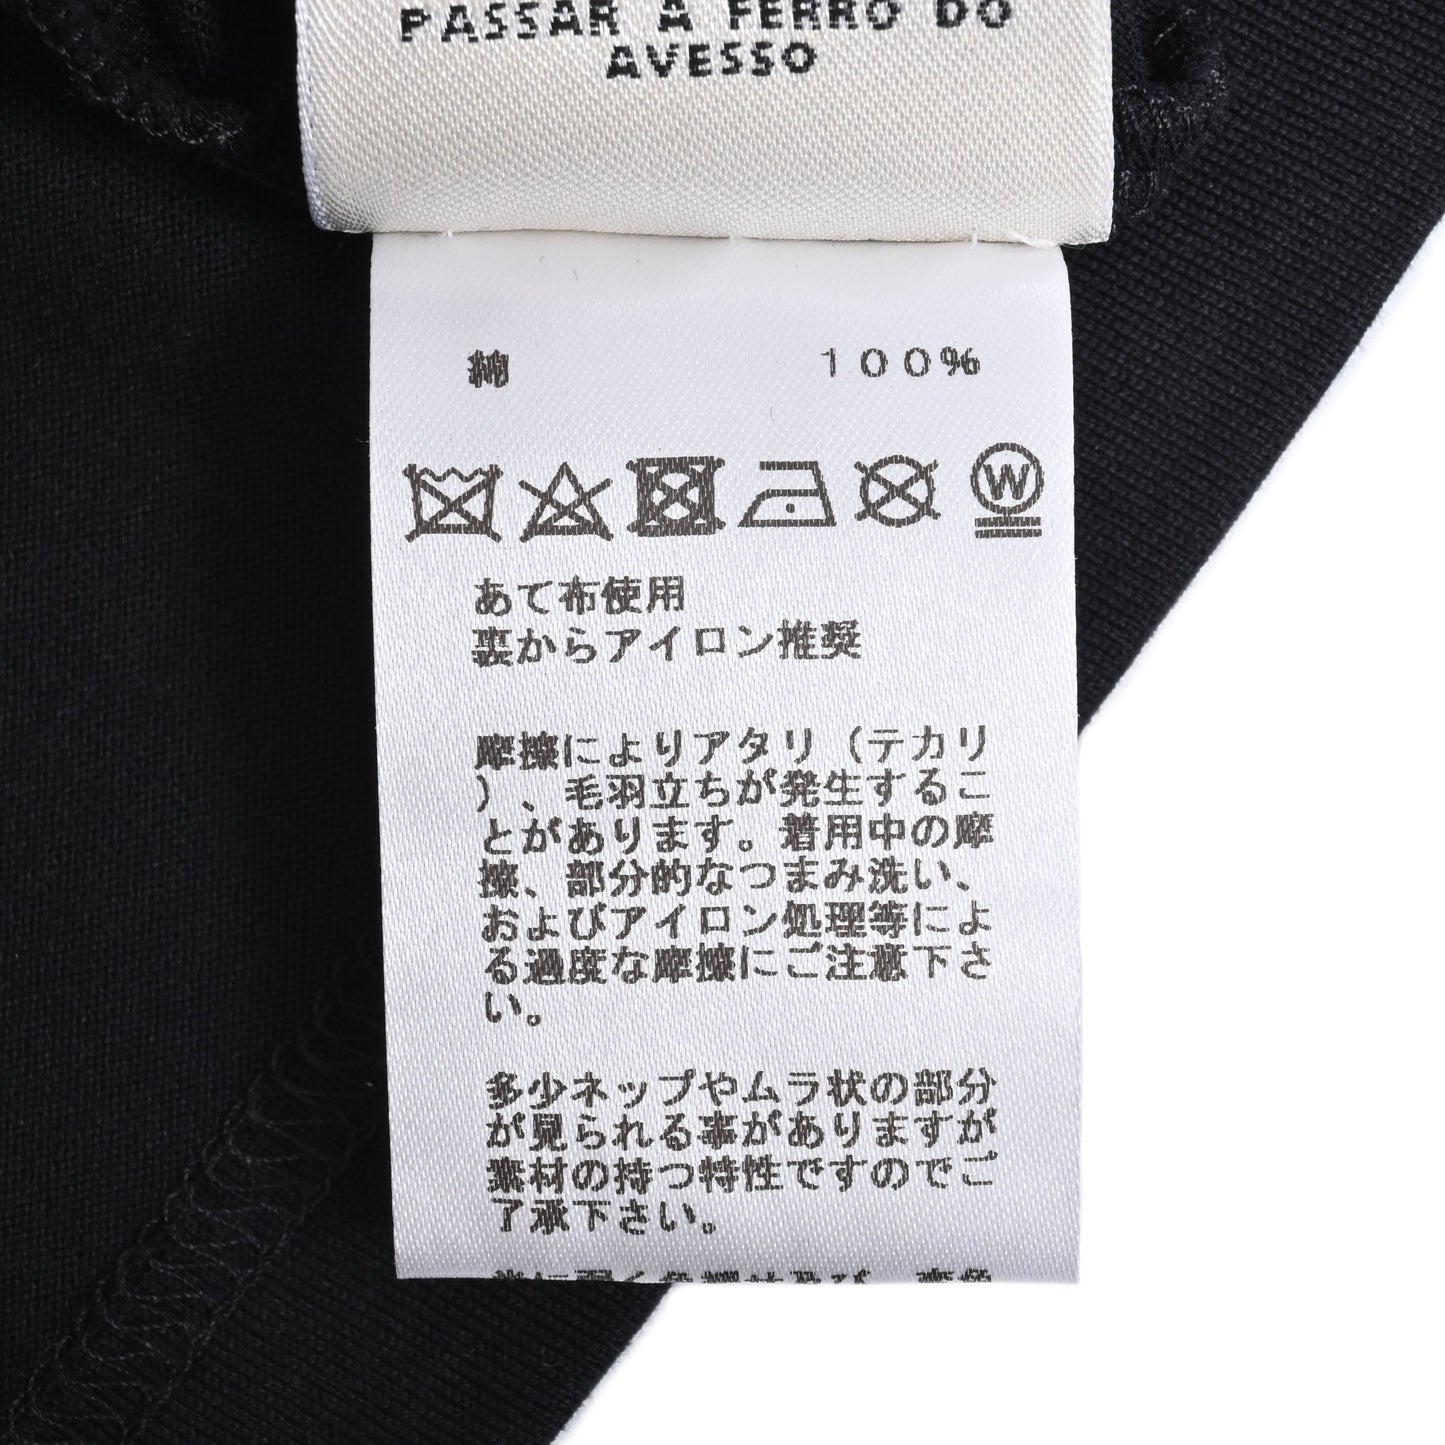 PASSAR A FERRO DO
AVESSO
綿 100%
W
あて布使用
裏からアイロン推奨
摩擦によりアタリ(テカリ
)、毛羽立ちが発生するこ
とがあります。着用中の摩
擦、部分的なつまみ洗い、
およびアイロン処理等によ
る過度な摩擦にご注意下さ
い。
多少ネップやムラ状の部分
が見られる事がありますが
素材の持つ特性ですのでご
了承下さい。